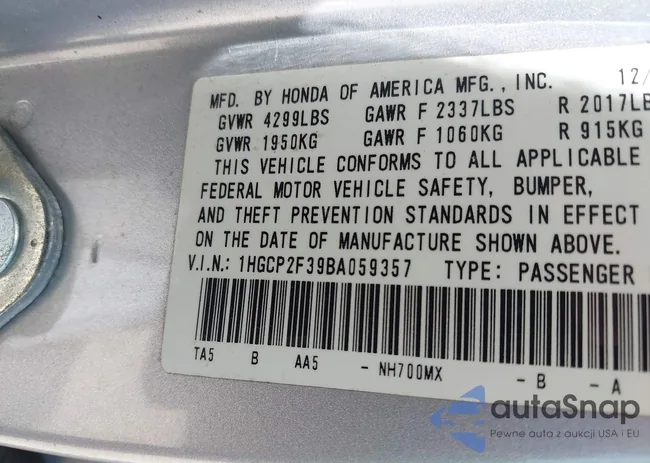 MFD. BY HONDA OF AMERICA MFG., INC. 12/
GVWR 4299LBS GAWR F 2337LBS R 2017LB
GVWR 1950KG GAWR F 1060KG R 915KG
THIS VEHICLE CONFORMS TO ALL APPLICABLE
FEDERAL MOTOR VEHICLE SAFETY, BUMPER,
AND THEFT PREVENTION STANDARDS IN EFFECT
ON THE DATE OF MANUFACTURE SHOWN ABOVE.
V.I.N.: 1HGCP2F39BA059357 TYPE: PASSENGER
TA5 B AA5 - NH700MX - B - A
autaSnap
Pewne auta z aukcji USA i EU